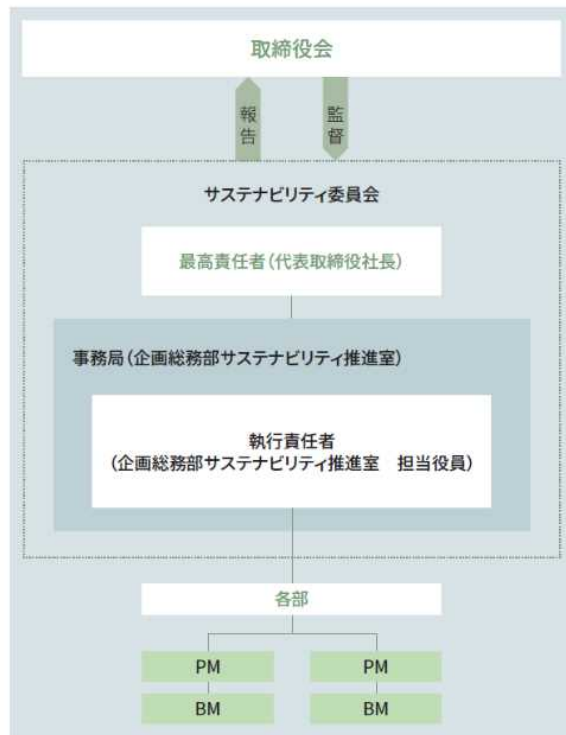 取締役会
報告
監督
サステナビリティ委員会
最高責任者(代表取締役社長)
事務局(企画総務部サステナビリティ推進室)
執行責任者
(企画総務部サステナビリティ推進室　担当役員)
各部
PM
PM
BM
BM